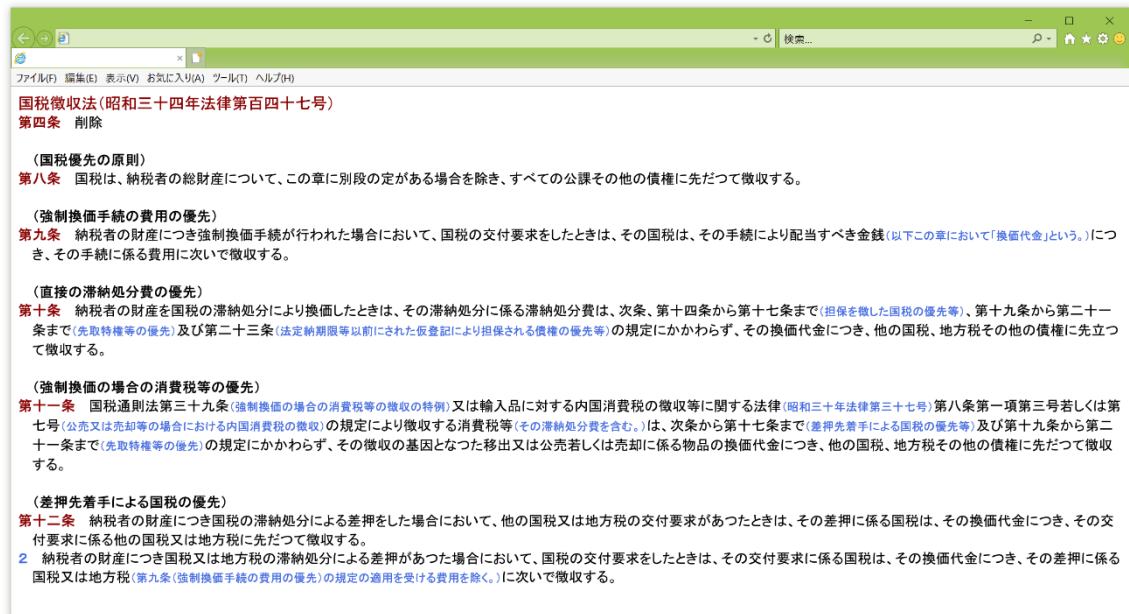 検索...
ファイル(F) 編集(E) 表示(V) お気に入り(A) ツール(T) ヘルプ(H)
国税徴収法(昭和三十四年法律第百四十七号)
第四条 削除
(国税優先の原則)
第八条 国税は、納税者の総財産について、この章に別段の定がある場合を除き、すべての公課その他の債権に先だつて徴収する。
(強制換価手続の費用の優先)
第九条 納税者の財産につき強制換価手続が行われた場合において、国税の交付要求をしたときは、その国税は、その手続により配当すべき金銭(以下この章において「換価代金」という。)につ
き、その手続に係る費用に次いで徴収する。
(直接の滞納処分費の優先)
第十条 納税者の財産を国税の滞納処分により換価したときは、その滞納処分に係る滞納処分費は、次条、第十四条から第十七条まで(担保を徴した国税の優先等)、第十九条から第二十一
条まで(先取特権等の優先)及び第二十三条(法定納期限等以前にされた仮登記により担保される債権の優先等)の規定にかかわらず、その換価代金につき、他の国税、地方税その他の債権に先立つ
て徴収する。
(強制換価の場合の消費税等の優先)
第十一条 国税通則法第三十九条(強制換価の場合の消費税等の徴収の特例)又は輸入品に対する内国消費税の徴収等に関する法律(昭和三十年法律第三十七号)第八条第一項第三号若しくは第
七号(公売又は売却等の場合における内国消費税の徴収)の規定により徴収する消費税等(その滞納処分費を含む。)は、次条から第十七条まで(差押先着手による国税の優先等)及び第十九条から第二
十一条まで(先取特権等の優先)の規定にかかわらず、その徴収の基因となつた移出又は公売若しくは売却に係る物品の換価代金につき、他の国税、地方税その他の債権に先だつて徴収
する。
(差押先着手による国税の優先)
第十二条 納税者の財産につき国税の滞納処分による差押をした場合において、他の国税又は地方税の交付要求があつたときは、その差押に係る国税は、その換価代金につき、その交
付要求に係る他の国税又は地方税に先だつて徴収する。
2 納税者の財産につき国税又は地方税の滞納処分による差押があつた場合において、国税の交付要求をしたときは、その交付要求に係る国税は、その換価代金につき、その差押に係る
国税又は地方税(第九条(強制換価手続の費用の優先)の規定の適用を受ける費用を除く。)に次いで徴収する。